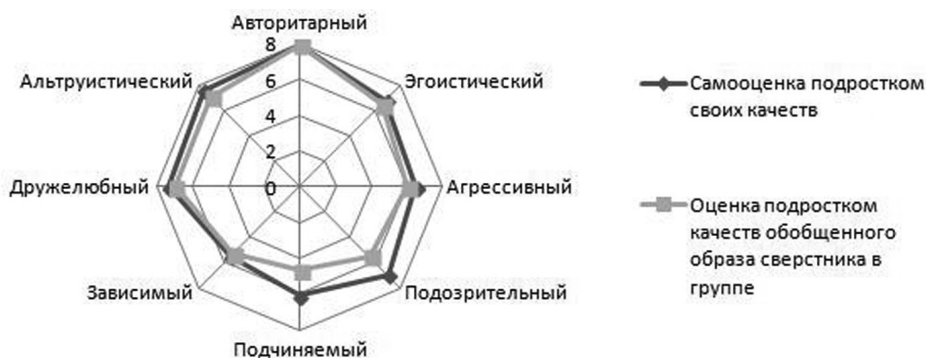 Авторитарный
8
6
4
2
0
Эгоистический
Агрессивный
Подозрительный
Подчиняемый
Зависимый
Дружелюбный
Альтруистический
Самооценка подростком
своих качеств
Оценка подростком
качеств обобщенного
образа сверстника в
группе